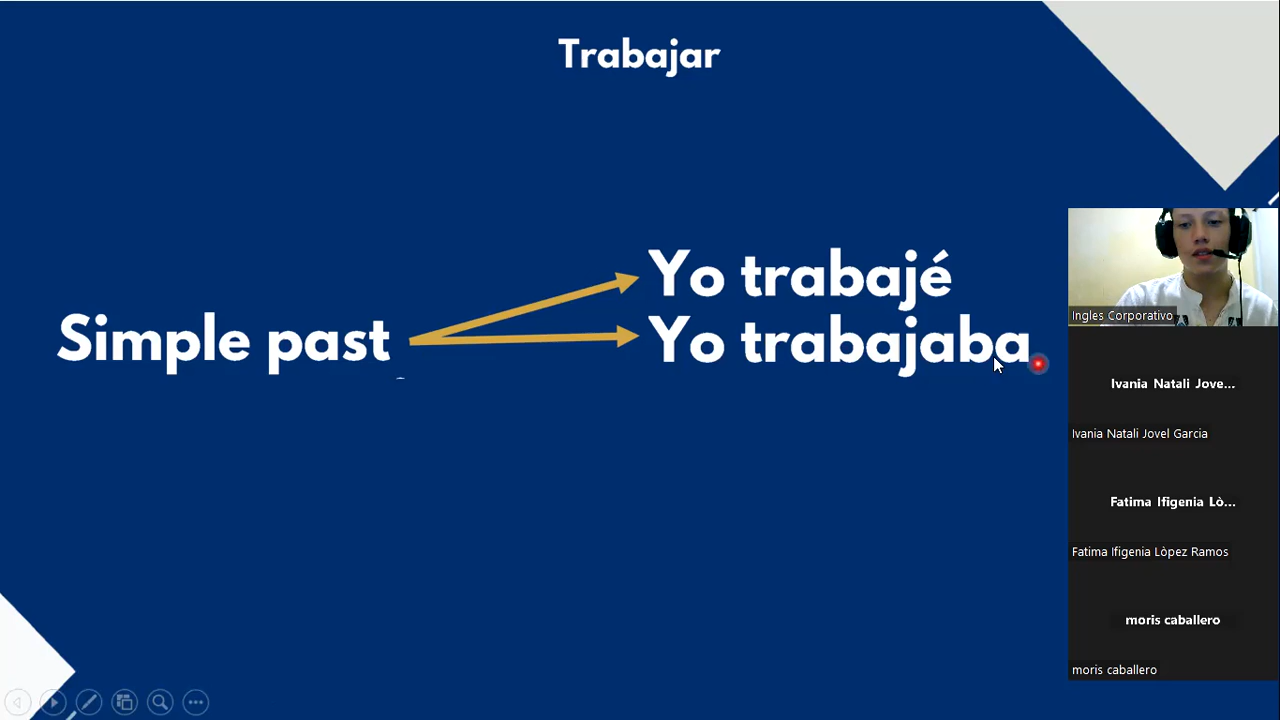 Trabajar
Simple past
Yo trabajé
Yo trabajaba
Ingles Corporativo
Ivania Natali Jove...
Ivania Natali Jovel Garcia
Fatima Ifigenia Lò...
Fatima Ifigenia Lòpez Ramos
moris caballero
moris caballero